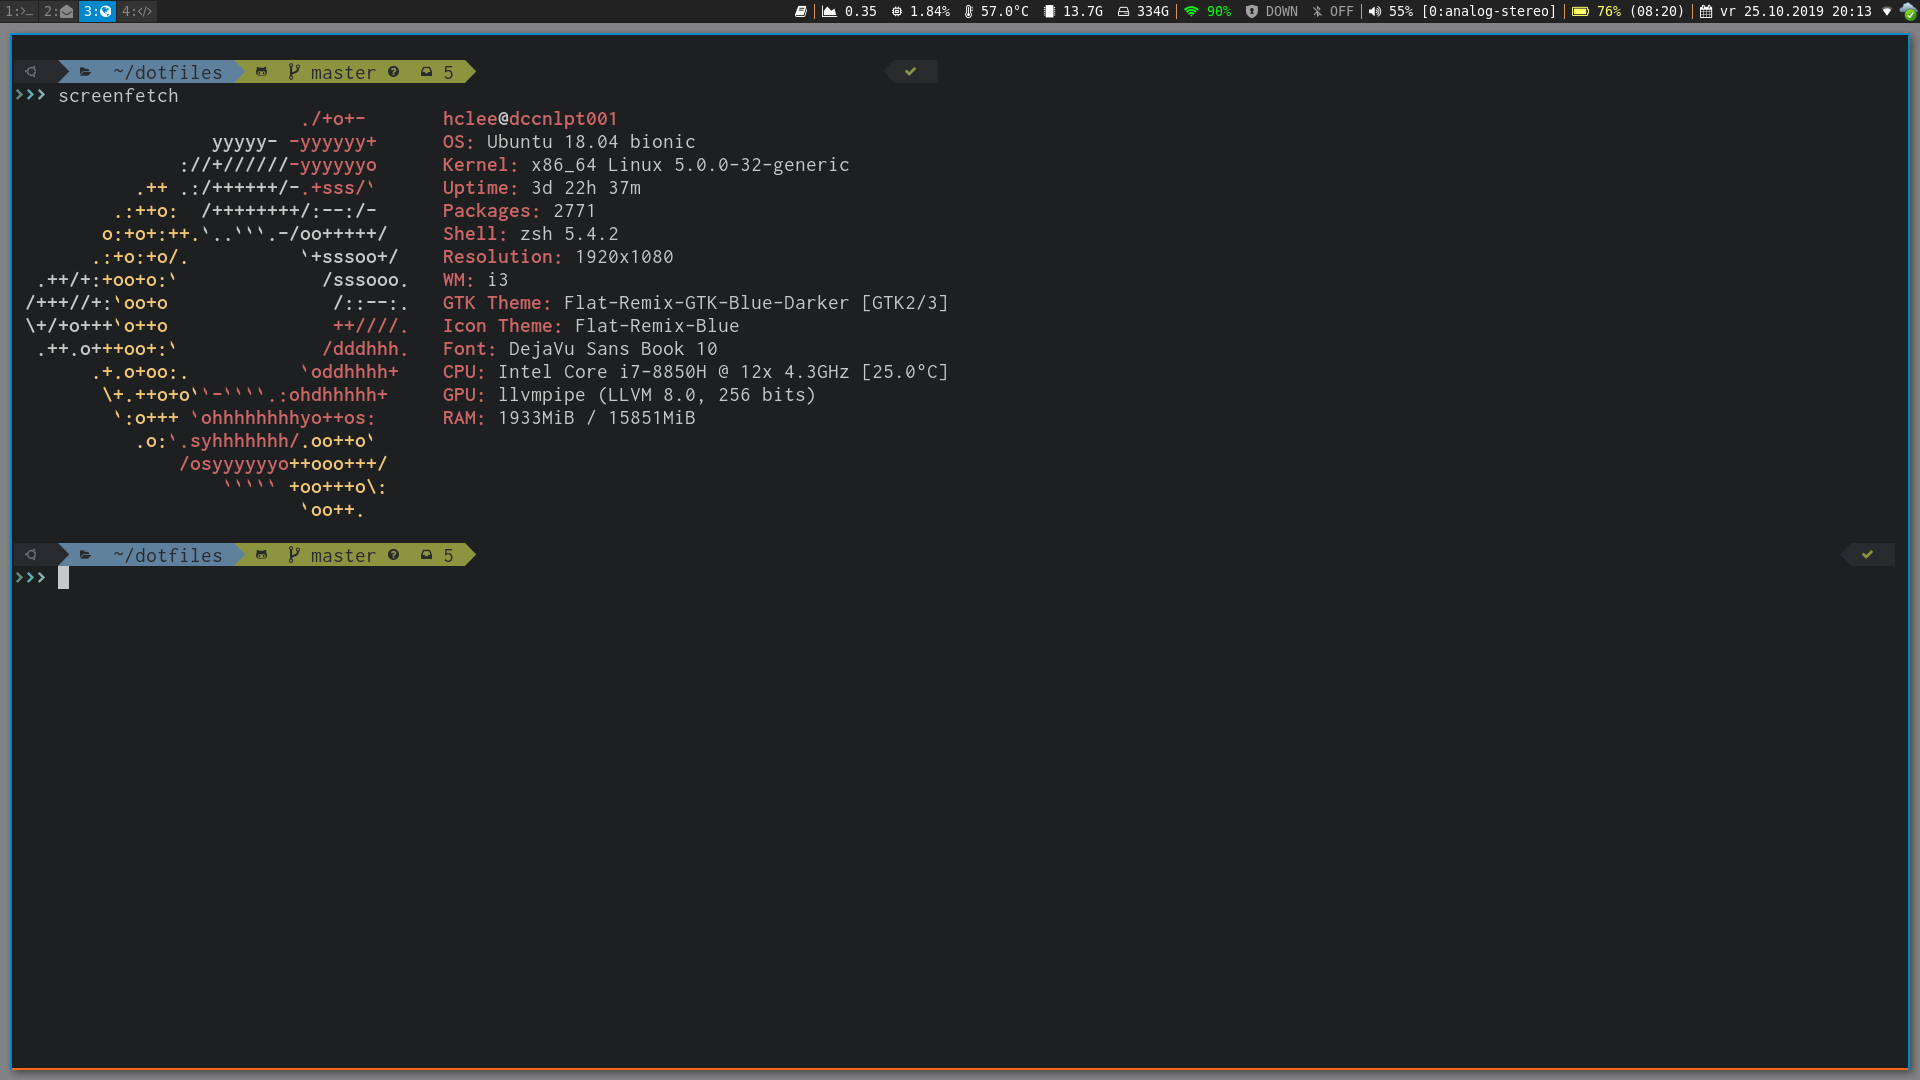 1:>_ 2: 3: 4:</> 0.35 1.84% 57.0°C 13.7G 334G 90% DOWN OFF 55% [0:analog-stereo] 76% (08:20) vr 25.10.2019 20:13
~/dotfiles master 5
>>> screenfetch
./+o+- hclee@dccnlpt001
yyyyy- -yyyyyy+ OS: Ubuntu 18.04 bionic
://+//////-yyyyyyo Kernel: x86_64 Linux 5.0.0-32-generic
.++ .:/++++++/-.+sss/` Uptime: 3d 22h 37m
.:++o: /++++++++/:--:/- Packages: 2771
o:+o+:++.`..```.-/oo+++++/ Shell: zsh 5.4.2
.:+o:+o/. `+sssoo+/ Resolution: 1920x1080
.++/+:+oo+o:` /sssooo. WM: i3
/+++//+:`oo+o /::--:. GTK Theme: Flat-Remix-GTK-Blue-Darker [GTK2/3]
\+/+o+++`o++o ++////. Icon Theme: Flat-Remix-Blue
.++.o+++oo+:` /dddhhh. Font: DejaVu Sans Book 10
.+.o+oo:. `oddhhhh+ CPU: Intel Core i7-8850H @ 12x 4.3GHz [25.0°C]
\+.++o+o``-````.:ohdhhhhh+ GPU: llvmpipe (LLVM 8.0, 256 bits)
`:o+++ `ohhhhhhhhyo++os: RAM: 1933MiB / 15851MiB
.o:`.syhhhhhhh/.oo++o`
/osyyyyyyo++ooo+++/
````` +oo+++o\:
`oo++.
~/dotfiles master 5
>>>